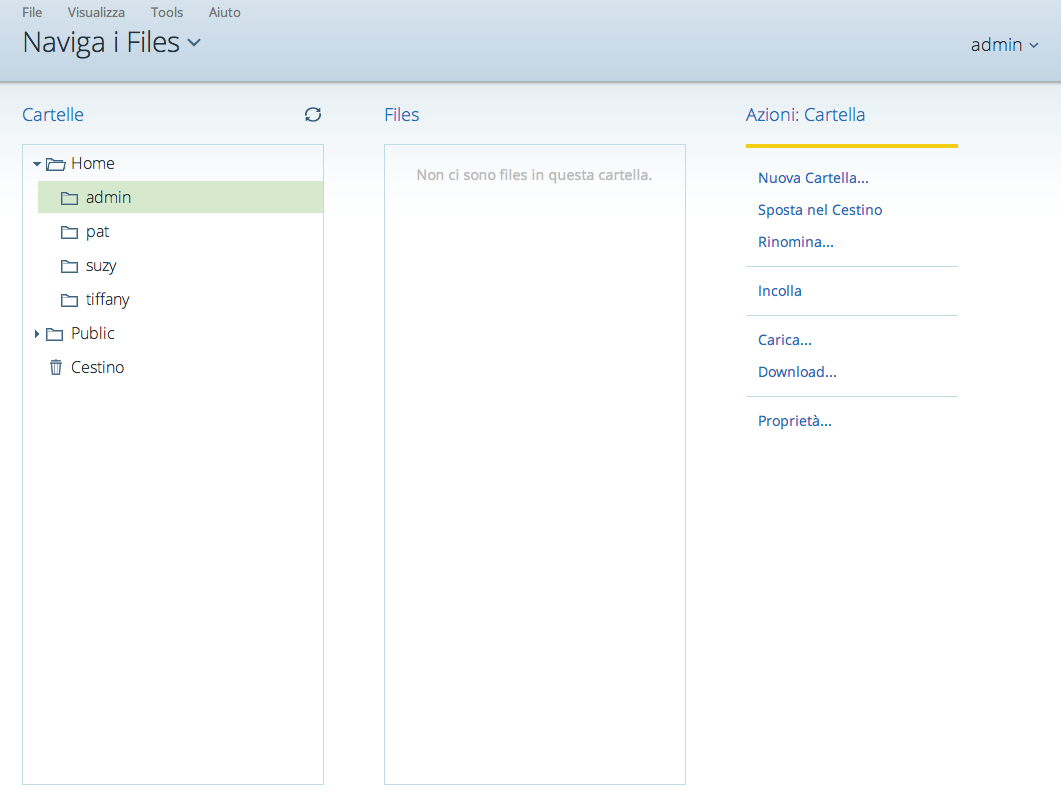 File Visualizza Tools Aiuto
Naviga i Files
admin
Cartelle
Home
admin
pat
suzy
tiffany
Public
Cestino
Files
Non ci sono files in questa cartella.
Azioni: Cartella
Nuova Cartella...
Sposta nel Cestino
Rinomina...
Incolla
Carica...
Download...
Proprietà...